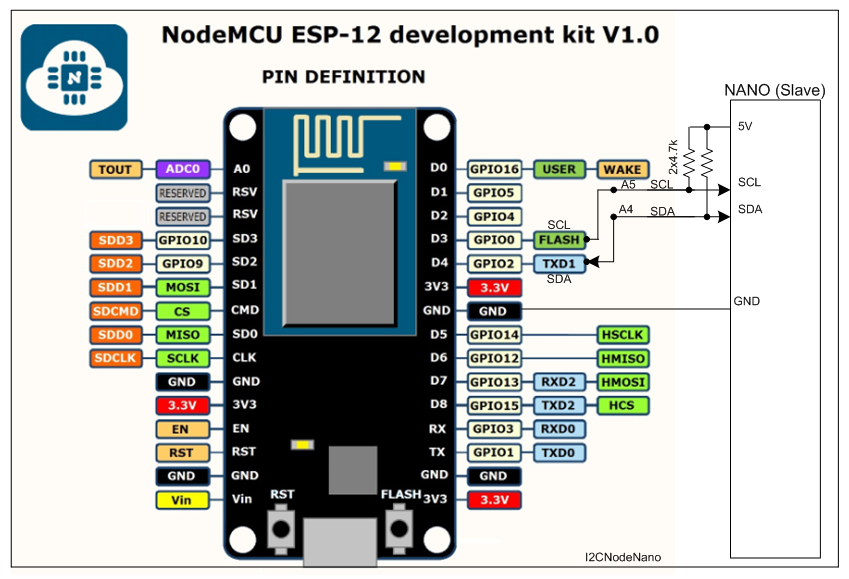 NodeMCU ESP-12 development kit V1.0
PIN DEFINITION
NANO (Slave)
5V
2x4.7k
TOUT ADC0 A0 D0 GPIO16 USER WAKE
RESERVED RSV D1 GPIO5 A5 SCL SCL
RESERVED RSV D2 GPIO4 A4 SDA SDA
SCL
SDD3 GPIO10 SD3 D3 GPIO0 FLASH
SDD2 GPIO9 SD2 D4 GPIO2 TXD1
SDA
SDD1 MOSI SD1 3V3 3.3V
SDCMD CS CMD GND GND GND
SDD0 MISO SD0 D5 GPIO14 HSCLK
SDCLK SCLK CLK D6 GPIO12 HMISO
GND GND D7 GPIO13 RXD2 HMOSI
3.3V 3V3 D8 GPIO15 TXD2 HCS
EN EN RX GPIO3 RXD0
RST RST TX GPIO1 TXD0
GND GND GND GND
Vin Vin RST FLASH 3V3 3.3V
I2CNodeNano
N